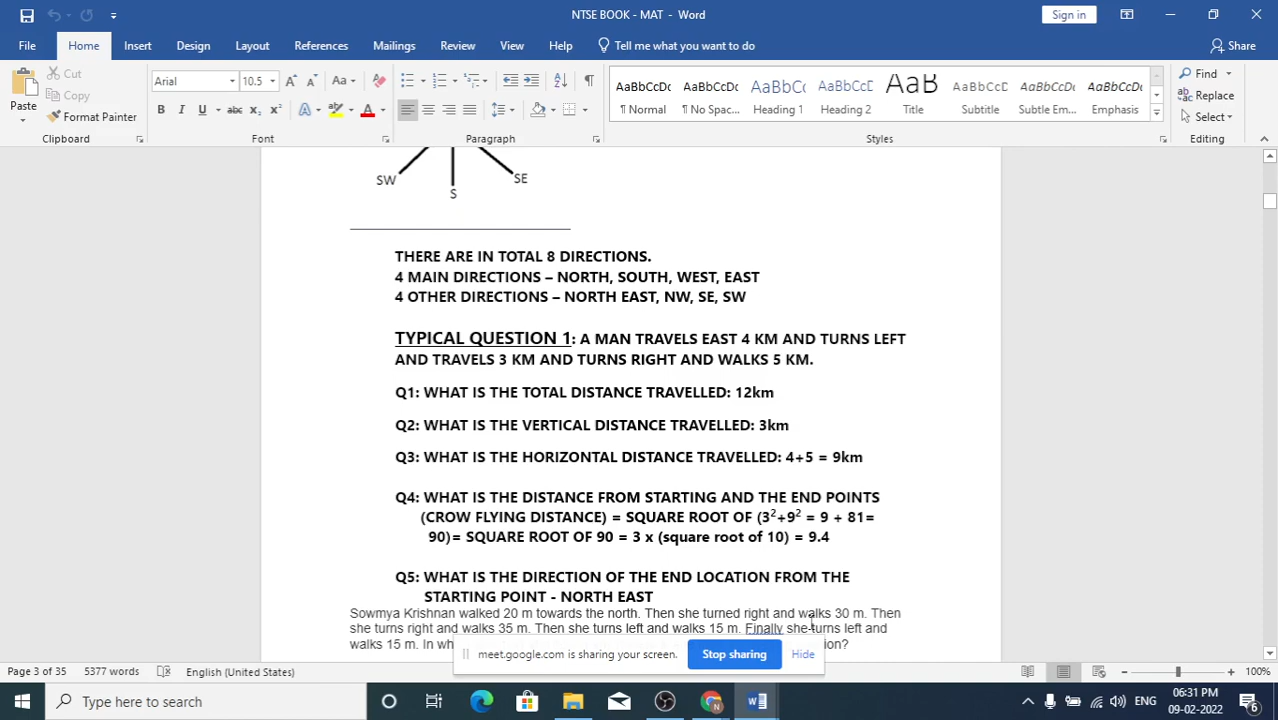 NTSE BOOK - MAT - Word
Sign in
File Home Insert Design Layout References Mailings Review View Help Tell me what you want to do Share
Paste
Cut
Copy
Format Painter
Clipboard
Arial 10.5
Font
Paragraph
AaBbCcDc AaBbCcDc AaBbCc AaBbCcD AaB AaBbCcD AaBbCcDc AaBbCcDc
¶ Normal ¶ No Spac... Heading 1 Heading 2 Title Subtitle Subtle Em... Emphasis
Styles
Find
Replace
Select
Editing
SW
SE
S
THERE ARE IN TOTAL 8 DIRECTIONS.
4 MAIN DIRECTIONS – NORTH, SOUTH, WEST, EAST
4 OTHER DIRECTIONS – NORTH EAST, NW, SE, SW
TYPICAL QUESTION 1: A MAN TRAVELS EAST 4 KM AND TURNS LEFT
AND TRAVELS 3 KM AND TURNS RIGHT AND WALKS 5 KM.
Q1: WHAT IS THE TOTAL DISTANCE TRAVELLED: 12km
Q2: WHAT IS THE VERTICAL DISTANCE TRAVELLED: 3km
Q3: WHAT IS THE HORIZONTAL DISTANCE TRAVELLED: 4+5 = 9km
Q4: WHAT IS THE DISTANCE FROM STARTING AND THE END POINTS
(CROW FLYING DISTANCE) = SQUARE ROOT OF (3²+9² = 9 + 81=
90)= SQUARE ROOT OF 90 = 3 x (square root of 10) = 9.4
Q5: WHAT IS THE DIRECTION OF THE END LOCATION FROM THE
STARTING POINT - NORTH EAST
Sowmya Krishnan walked 20 m towards the north. Then she turned right and walks 30 m. Then
she turns right and walks 35 m. Then she turns left and walks 15 m. Finally she turns left and
walks 15 m. In
meet.google.com is sharing your screen. Stop sharing Hide
Page 3 of 35 5377 words English (United States) 100%
Type here to search
ENG
06:31 PM
09-02-2022
6